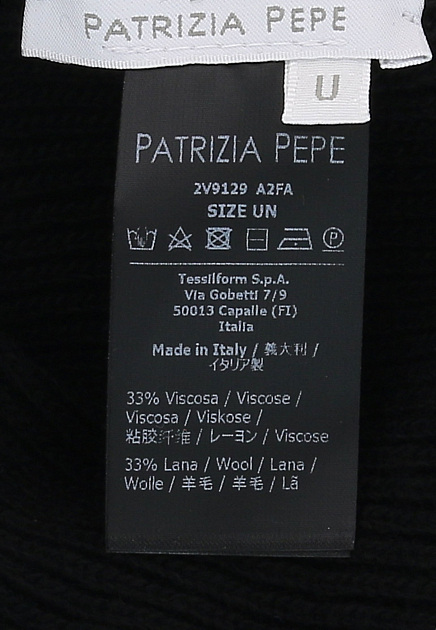 PATRIZIA PEPE
U
PATRIZIA PEPE
2V9129 A2FA
SIZE UN
P
Tessilform S.p.A.
Via Gobetti 7/9
50013 Capalle (FI)
Italia
Made in Italy / 義大利 /
イタリア製
33% Viscosa / Viscose /
Viscosa / Viskose /
粘胶纤维 / レーヨン / Viscose
33% Lana / Wool / Lana /
Wolle / 羊毛 / 羊毛 / Lã